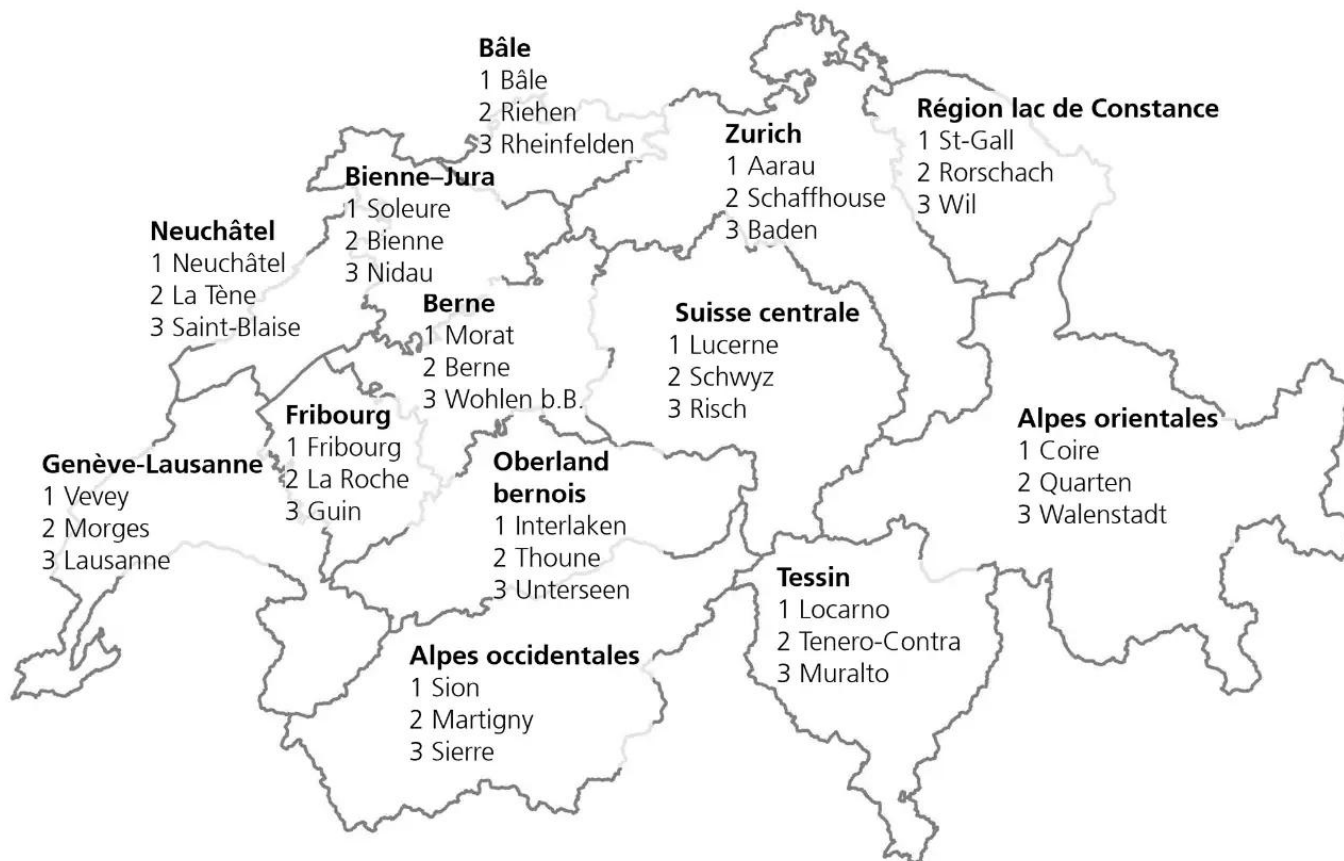 Bâle
1 Bâle
2 Riehen
3 Rheinfelden
Région lac de Constance
1 St-Gall
2 Rorschach
3 Wil
Zurich
1 Aarau
2 Schaffhouse
3 Baden
Bienne–Jura
1 Soleure
2 Bienne
3 Nidau
Neuchâtel
1 Neuchâtel
2 La Tène
3 Saint-Blaise
Berne
1 Morat
2 Berne
3 Wohlen b.B.
Suisse centrale
1 Lucerne
2 Schwyz
3 Risch
Fribourg
1 Fribourg
2 La Roche
3 Guin
Alpes orientales
1 Coire
2 Quarten
3 Walenstadt
Genève-Lausanne
1 Vevey
2 Morges
3 Lausanne
Oberland
bernois
1 Interlaken
2 Thoune
3 Unterseen
Tessin
1 Locarno
2 Tenero-Contra
3 Muralto
Alpes occidentales
1 Sion
2 Martigny
3 Sierre